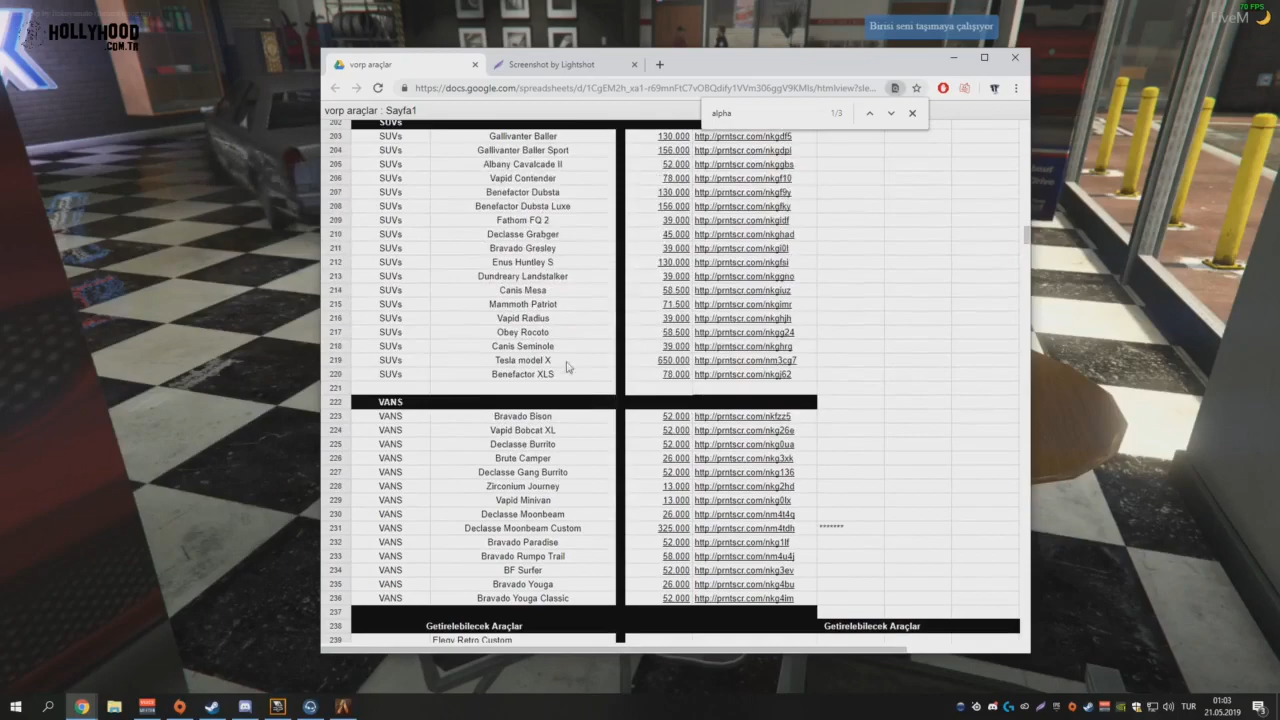 HOLLYHOOD
.COM.TR
Birisi seni taşımaya çalışıyor
70 FPS
FiveM
vorp araçlar
Screenshot by Lightshot
https://docs.google.com/spreadsheets/d/1CgEM2h_xa1-r69mnFtC7vOBQdify1VVm306ggV9KMIs/htmlview?sle...
vorp araçlar : Sayfa1
alpha 1/3
202 SUVs
203 SUVs Gallivanter Baller 130.000 http://prntscr.com/nkgdf5
204 SUVs Gallivanter Baller Sport 156.000 http://prntscr.com/nkgdpi
205 SUVs Albany Cavalcade II 52.000 http://prntscr.com/nkggbs
206 SUVs Vapid Contender 78.000 http://prntscr.com/nkgf10
207 SUVs Benefactor Dubsta 130.000 http://prntscr.com/nkgf9y
208 SUVs Benefactor Dubsta Luxe 156.000 http://prntscr.com/nkgfky
209 SUVs Fathom FQ 2 39.000 http://prntscr.com/nkgidf
210 SUVs Declasse Grabger 45.000 http://prntscr.com/nkghad
211 SUVs Bravado Gresley 39.000 http://prntscr.com/nkgi0l
212 SUVs Enus Huntley S 130.000 http://prntscr.com/nkgfsi
213 SUVs Dundreary Landstalker 39.000 http://prntscr.com/nkggno
214 SUVs Canis Mesa 58.500 http://prntscr.com/nkgiuz
215 SUVs Mammoth Patriot 71.500 http://prntscr.com/nkgimr
216 SUVs Vapid Radius 39.000 http://prntscr.com/nkghjh
217 SUVs Obey Rocoto 58.500 http://prntscr.com/nkgg24
218 SUVs Canis Seminole 39.000 http://prntscr.com/nkghrg
219 SUVs Tesla model X 650.000 http://prntscr.com/nm3cg7
220 SUVs Benefactor XLS 78.000 http://prntscr.com/nkgj62
221
222 VANS
223 VANS Bravado Bison 52.000 http://prntscr.com/nkfzz5
224 VANS Vapid Bobcat XL 52.000 http://prntscr.com/nkg26e
225 VANS Declasse Burrito 52.000 http://prntscr.com/nkg0ua
226 VANS Brute Camper 26.000 http://prntscr.com/nkg3xk
227 VANS Declasse Gang Burrito 52.000 http://prntscr.com/nkg136
228 VANS Zirconium Journey 13.000 http://prntscr.com/nkg2hd
229 VANS Vapid Minivan 13.000 http://prntscr.com/nkg0lx
230 VANS Declasse Moonbeam 26.000 http://prntscr.com/nm4t4q
231 VANS Declasse Moonbeam Custom 325.000 http://prntscr.com/nm4tdh *******
232 VANS Bravado Paradise 52.000 http://prntscr.com/nkg1lf
233 VANS Bravado Rumpo Trail 58.000 http://prntscr.com/nm4u4j
234 VANS BF Surfer 52.000 http://prntscr.com/nkg3ev
235 VANS Bravado Youga 26.000 http://prntscr.com/nkg4bu
236 VANS Bravado Youga Classic 52.000 http://prntscr.com/nkg4im
237
238 Getirelebilecek Araçlar Getirelebilecek Araçlar
239 Elegy Retro Custom
TUR
01:03
21.05.2019